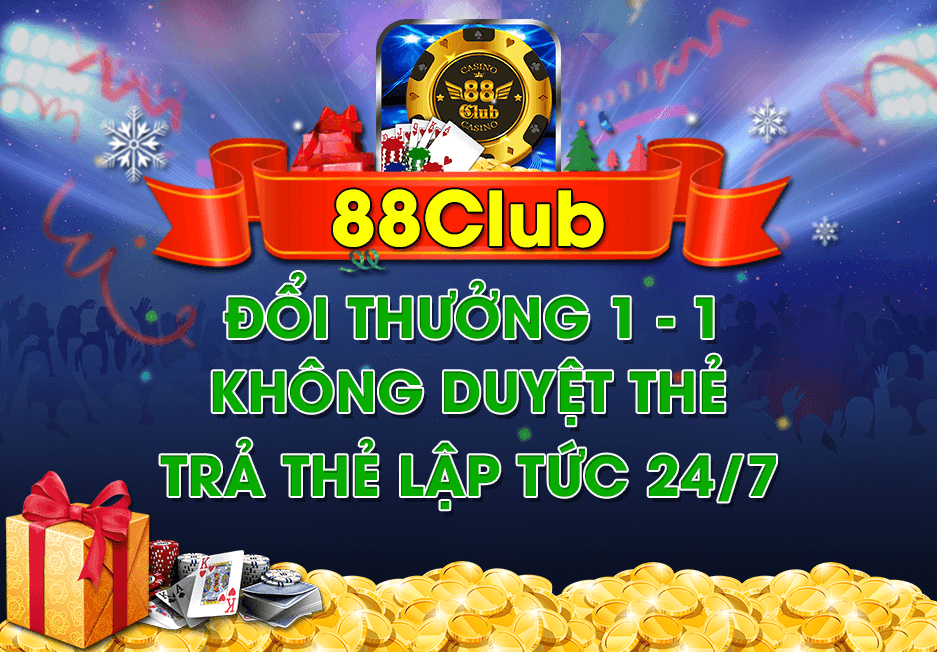 CASINO
88
Club
CASINO
88Club
ĐỔI THƯỞNG 1 - 1
KHÔNG DUYỆT THẺ
TRẢ THẺ LẬP TỨC 24/7